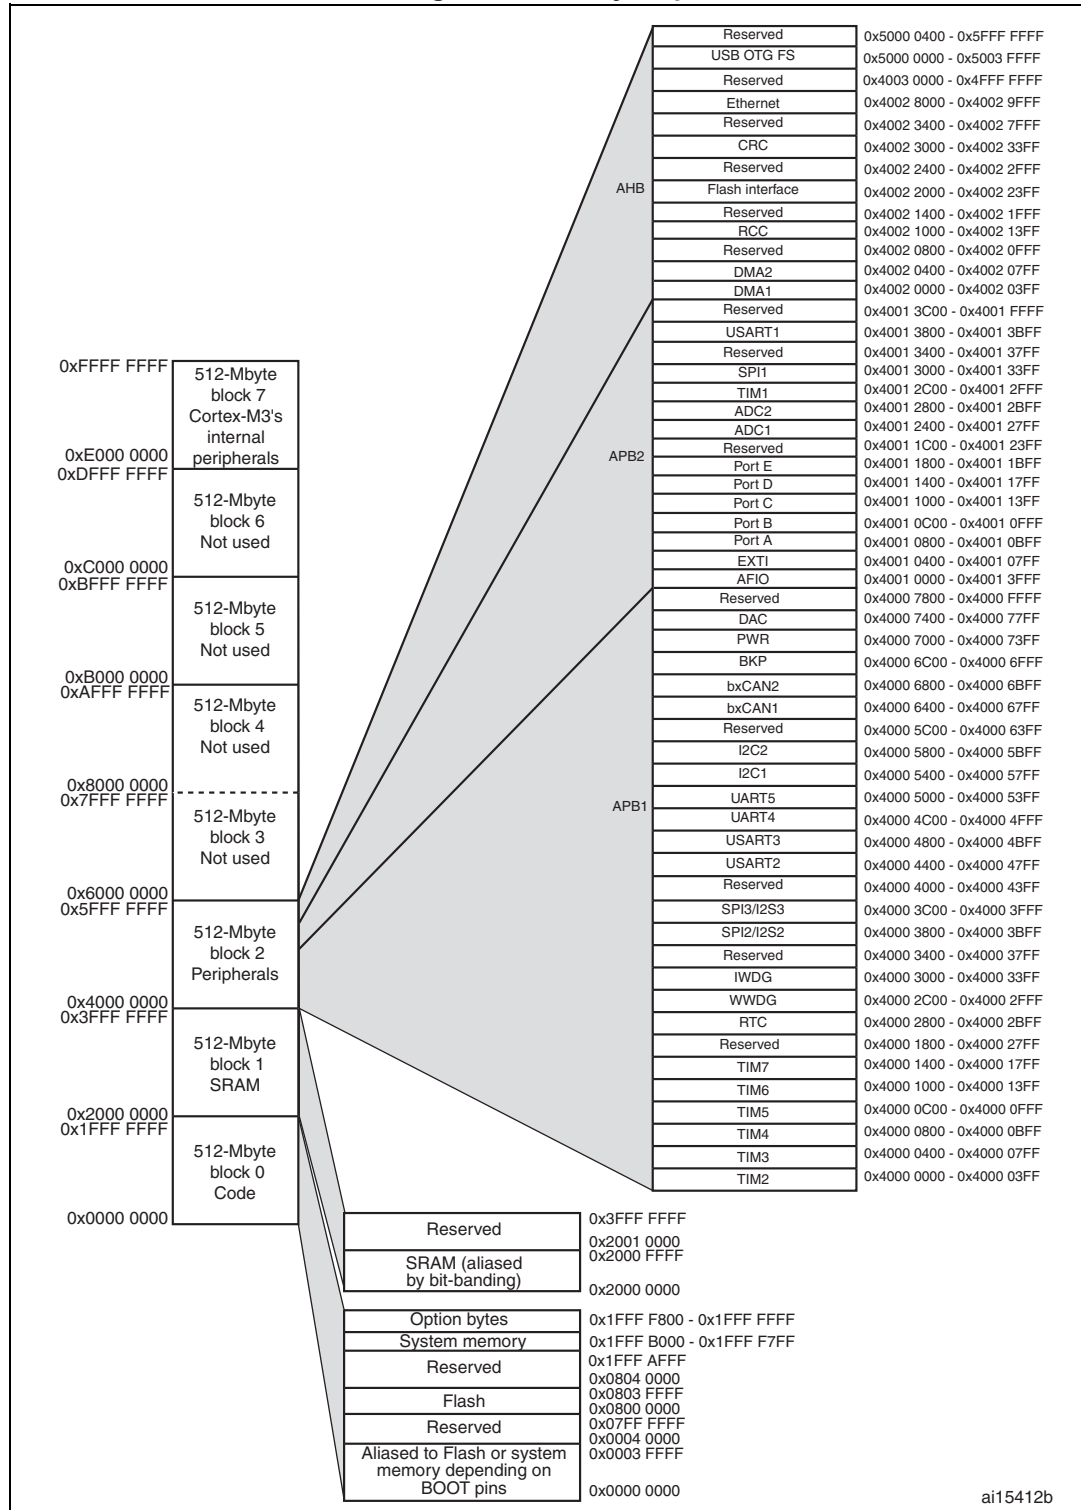 Reserved 0x5000 0400 - 0x5FFF FFFF
USB OTG FS 0x5000 0000 - 0x5003 FFFF
Reserved 0x4003 0000 - 0x4FFF FFFF
Ethernet 0x4002 8000 - 0x4002 9FFF
Reserved 0x4002 3400 - 0x4002 7FFF
CRC 0x4002 3000 - 0x4002 33FF
Reserved 0x4002 2400 - 0x4002 2FFF
AHB
Flash interface 0x4002 2000 - 0x4002 23FF
Reserved 0x4002 1400 - 0x4002 1FFF
RCC 0x4002 1000 - 0x4002 13FF
Reserved 0x4002 0800 - 0x4002 0FFF
DMA2 0x4002 0400 - 0x4002 07FF
DMA1 0x4002 0000 - 0x4002 03FF
Reserved 0x4001 3C00 - 0x4001 FFFF
USART1 0x4001 3800 - 0x4001 3BFF
Reserved 0x4001 3400 - 0x4001 37FF
SPI1 0x4001 3000 - 0x4001 33FF
TIM1 0x4001 2C00 - 0x4001 2FFF
ADC2 0x4001 2800 - 0x4001 2BFF
ADC1 0x4001 2400 - 0x4001 27FF
Reserved 0x4001 1C00 - 0x4001 23FF
APB2
Port E 0x4001 1800 - 0x4001 1BFF
Port D 0x4001 1400 - 0x4001 17FF
Port C 0x4001 1000 - 0x4001 13FF
Port B 0x4001 0C00 - 0x4001 0FFF
Port A 0x4001 0800 - 0x4001 0BFF
EXTI 0x4001 0400 - 0x4001 07FF
AFIO 0x4001 0000 - 0x4001 3FFF
Reserved 0x4000 7800 - 0x4000 FFFF
DAC 0x4000 7400 - 0x4000 77FF
PWR 0x4000 7000 - 0x4000 73FF
BKP 0x4000 6C00 - 0x4000 6FFF
bxCAN2 0x4000 6800 - 0x4000 6BFF
bxCAN1 0x4000 6400 - 0x4000 67FF
Reserved 0x4000 5C00 - 0x4000 63FF
I2C2 0x4000 5800 - 0x4000 5BFF
I2C1 0x4000 5400 - 0x4000 57FF
APB1
UART5 0x4000 5000 - 0x4000 53FF
UART4 0x4000 4C00 - 0x4000 4FFF
USART3 0x4000 4800 - 0x4000 4BFF
USART2 0x4000 4400 - 0x4000 47FF
Reserved 0x4000 4000 - 0x4000 43FF
SPI3/I2S3 0x4000 3C00 - 0x4000 3FFF
SPI2/I2S2 0x4000 3800 - 0x4000 3BFF
Reserved 0x4000 3400 - 0x4000 37FF
IWDG 0x4000 3000 - 0x4000 33FF
WWDG 0x4000 2C00 - 0x4000 2FFF
RTC 0x4000 2800 - 0x4000 2BFF
Reserved 0x4000 1800 - 0x4000 27FF
TIM7 0x4000 1400 - 0x4000 17FF
TIM6 0x4000 1000 - 0x4000 13FF
TIM5 0x4000 0C00 - 0x4000 0FFF
TIM4 0x4000 0800 - 0x4000 0BFF
TIM3 0x4000 0400 - 0x4000 07FF
TIM2 0x4000 0000 - 0x4000 03FF
0xFFFF FFFF
512-Mbyte
block 7
Cortex-M3's
internal
peripherals
0xE000 0000
0xDFFF FFFF
512-Mbyte
block 6
Not used
0xC000 0000
0xBFFF FFFF
512-Mbyte
block 5
Not used
0xB000 0000
0xAFFF FFFF
512-Mbyte
block 4
Not used
0x8000 0000
0x7FFF FFFF
512-Mbyte
block 3
Not used
0x6000 0000
0x5FFF FFFF
512-Mbyte
block 2
Peripherals
0x4000 0000
0x3FFF FFFF
512-Mbyte
block 1
SRAM
0x2000 0000
0x1FFF FFFF
512-Mbyte
block 0
Code
0x0000 0000
0x3FFF FFFF
Reserved
0x2001 0000
0x2000 FFFF
SRAM (aliased
by bit-banding)
0x2000 0000
Option bytes 0x1FFF F800 - 0x1FFF FFFF
System memory 0x1FFF B000 - 0x1FFF F7FF
0x1FFF AFFF
Reserved
0x0804 0000
0x0803 FFFF
Flash
0x0800 0000
0x07FF FFFF
Reserved
0x0004 0000
0x0003 FFFF
Aliased to Flash or system
memory depending on
BOOT pins
0x0000 0000
ai15412b